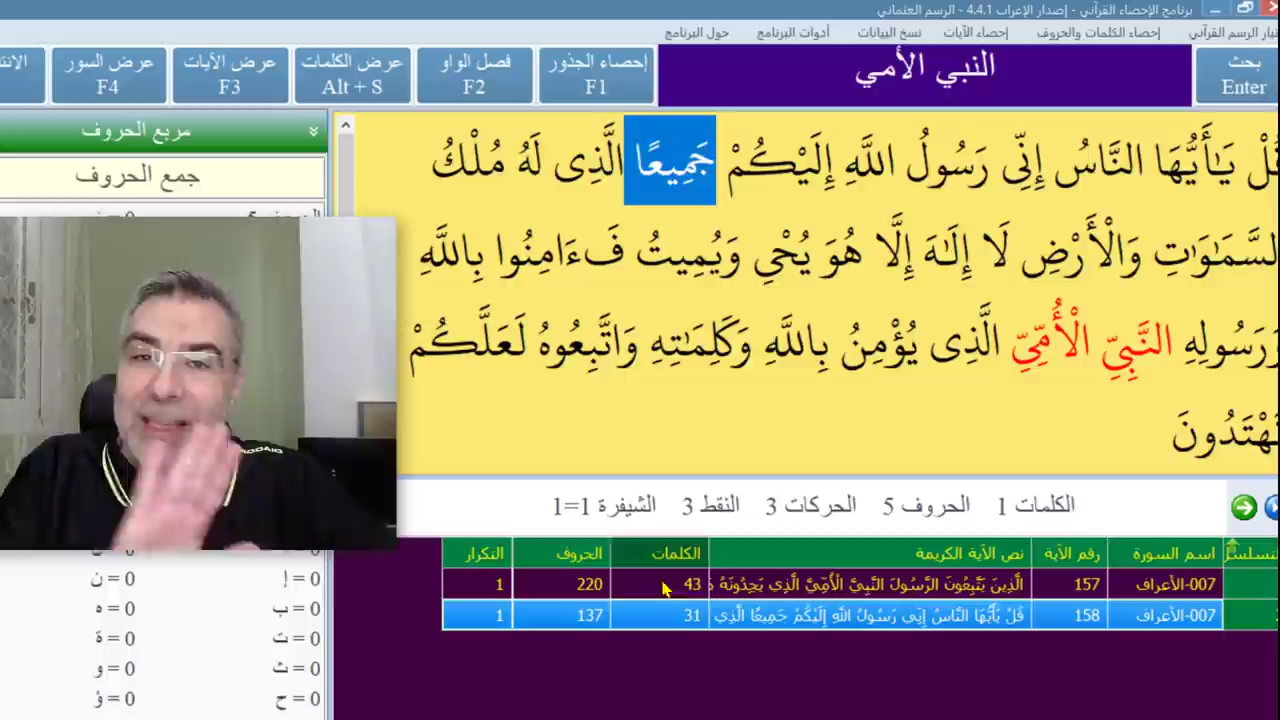 برنامج الإحصاء القرآني - إصدار الإعراب 4.4.1 - الرسم العثماني
الرسم القرآني إحصاء الكلمات والحروف إحصاء الآيات نسخ البيانات أدوات البرنامج حول البرنامج
بحث
Enter
النبي الأمي
إحصاء الجذور
F1
فصل الواو
F2
عرض الكلمات
Alt + S
عرض الآيات
F3
عرض السور
F4
مربع الحروف
جمع الحروف
قُلْ يَـٰٓأَيُّهَا النَّاسُ إِنِّى رَسُولُ اللَّهِ إِلَيْكُمْ جَمِيعًا الَّذِى لَهُ مُلْكُ
السَّمَـٰوَٰتِ وَالْأَرْضِ لَا إِلَـٰهَ إِلَّا هُوَ يُحْىِ وَيُمِيتُ فَـَٔامِنُوا بِاللَّهِ
وَرَسُولِهِ النَّبِىِّ الْأُمِّىِّ الَّذِى يُؤْمِنُ بِاللَّهِ وَكَلِمَـٰتِهِ وَاتَّبِعُوهُ لَعَلَّكُمْ
تَهْتَدُونَ
الكلمات 1 الحروف 5 الحركات 3 النقط 3 الشيفرة 1=1
اسم السورة رقم الآية نص الآية الكريمة الكلمات الحروف التكرار
007-الأعراف 157 الَّذِينَ يَتَّبِعُونَ الرَّسُولَ النَّبِيَّ الْأُمِّيَّ الَّذِي يَجِدُونَهُ 43 220 1
007-الأعراف 158 قُلْ يَـٰٓأَيُّهَا النَّاسُ إِنِّى رَسُولُ اللَّهِ إِلَيْكُمْ جَمِيعًا الَّذِى 31 137 1
إ = 0 ن = 0
ب = 0 ه = 0
ت = 0 ة = 0
ث = 0 و = 0
ح = 0 ؤ = 0